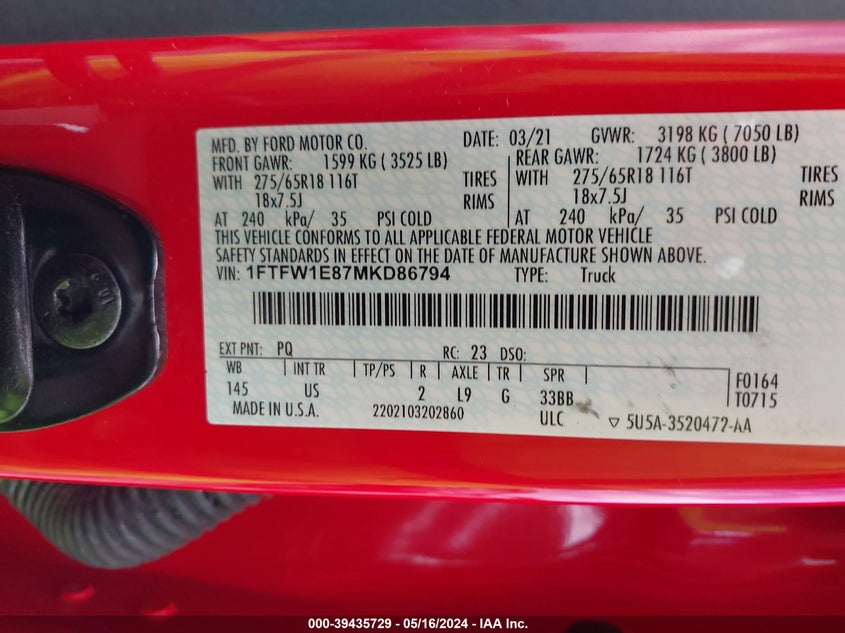 MFD. BY FORD MOTOR CO. DATE: 03/21 GVWR: 3198 KG ( 7050 LB)
FRONT GAWR: 1599 KG ( 3525 LB) REAR GAWR: 1724 KG ( 3800 LB)
WITH 275/65R18 116T TIRES WITH 275/65R18 116T TIRES
18x7.5J RIMS 18x7.5J RIMS
AT 240 kPa/ 35 PSI COLD AT 240 kPa/ 35 PSI COLD
THIS VEHICLE CONFORMS TO ALL APPLICABLE FEDERAL MOTOR VEHICLE
SAFETY STANDARDS IN EFFECT ON THE DATE OF MANUFACTURE SHOWN ABOVE.
VIN: 1FTFW1E87MKD86794 TYPE: Truck
EXT PNT: PQ RC: 23 DSO:
WB INT TR TP/PS R AXLE TR SPR F0164
145 US 2 L9 G 33BB T0715
MADE IN U.S.A. 2202103202860 ULC ▽ 5U5A-3520472-AA
000-39435729 - 05/16/2024 - IAA Inc.